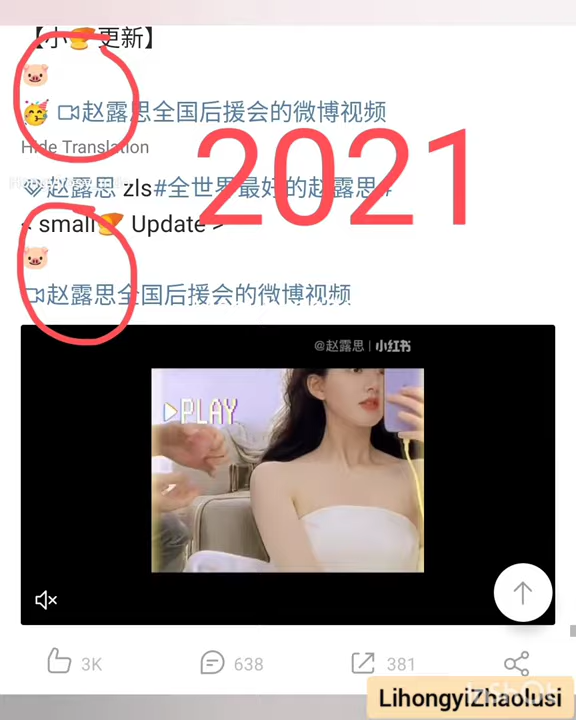 【小🏆更新】
🐷
🥳 赵露思全国后援会的微博视频
Hide Translation
赵露思 zls#全世界最好的赵露思#
2021
< small🏆 Update >
🐷
赵露思全国后援会的微博视频
@赵露思 | 小红书
PLAY
3K
638
381
LihongyiZhaolusi